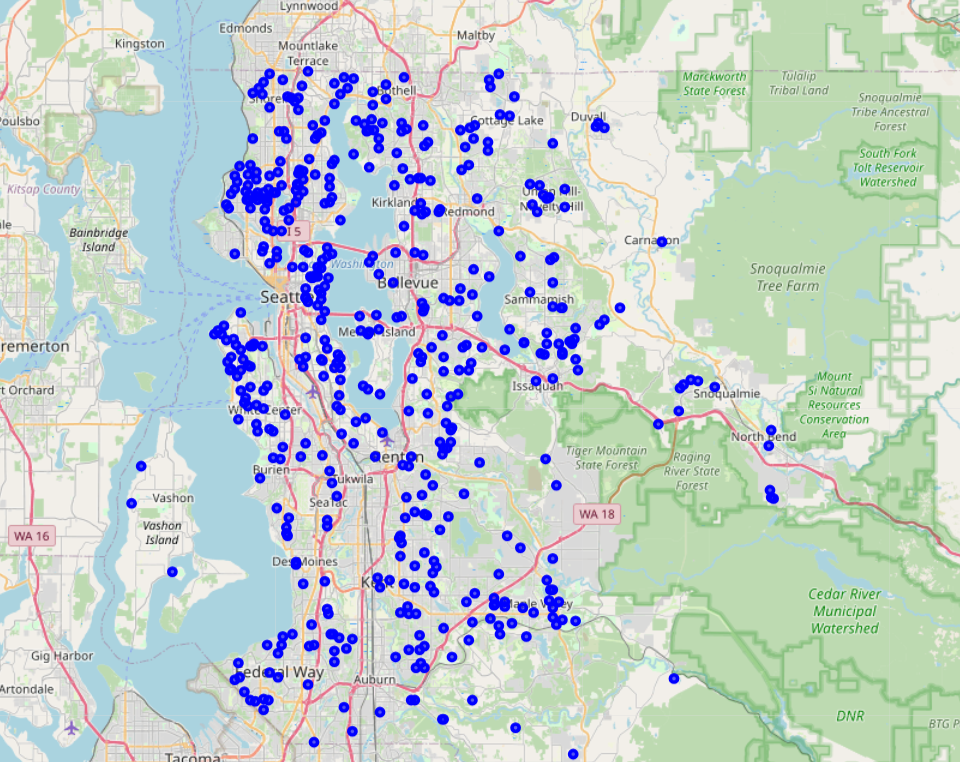 Lynnwood
Edmonds
Kingston
Maltby
Mountlake
Terrace
Marckworth
State Forest
Tulalip
Tribal Land
Bothell
Snoqualmie
Tribe Ancestral
Forest
Poulsbo
Cottage Lake
Duvall
South Fork
Tolt Reservoir
Watershed
Kitsap County
Union Hill-
Novelty Hill
Kirkland
Redmond
Bainbridge
Island
I 5
Carnation
Washington
Snoqualmie
Tree Farm
Bellevue
Sammamish
Mercer Island
Bremerton
Issaquah
Snoqualmie
Mount
Si Natural
Resources
Conservation
Area
White Center
North Bend
Tiger Mountain
State Forest
Raging
River State
Forest
Renton
Burien
Tukwila
Vashon
SeaTac
WA 18
Vashon
Island
WA 16
Des Moines
Maple Valley
Cedar River
Municipal
Watershed
Gig Harbor
Federal Way
Auburn
Artondale
DNR
BTG P
Tacoma